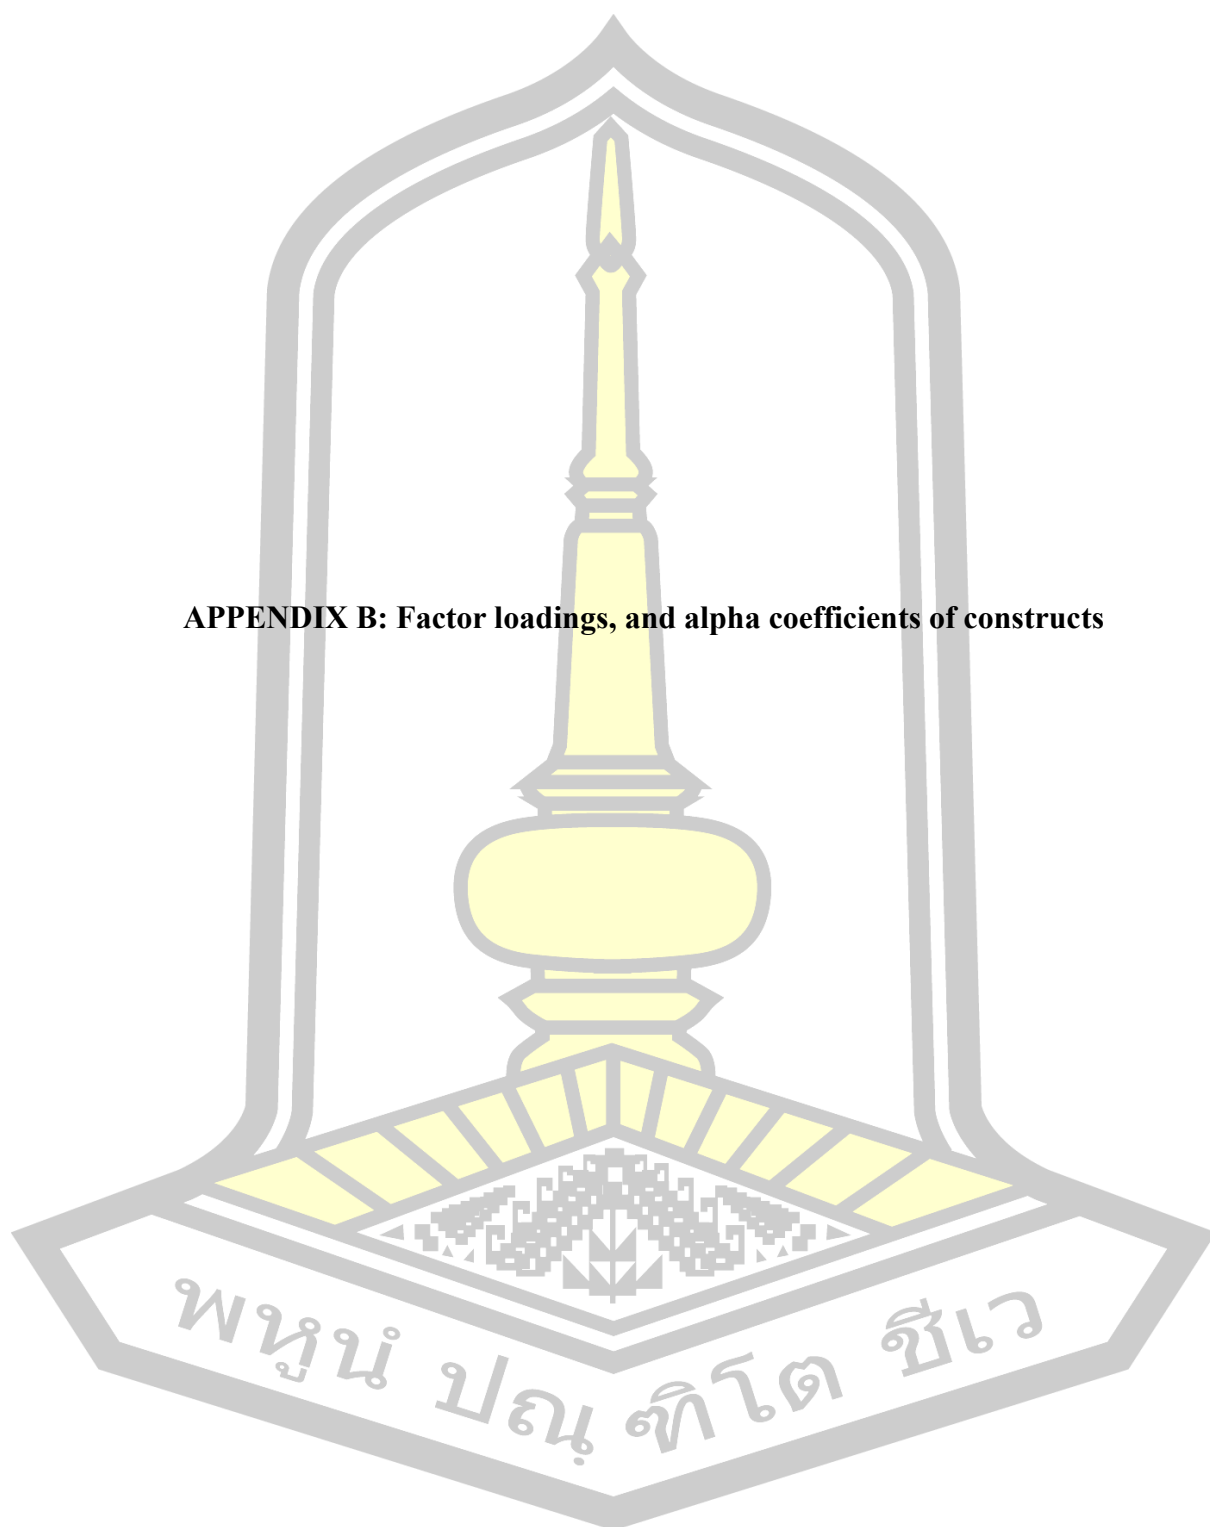 APPENDIX B: Factor loadings, and alpha coefficients of constructs
พหูนํ ปณฺฑิโต ชีเว